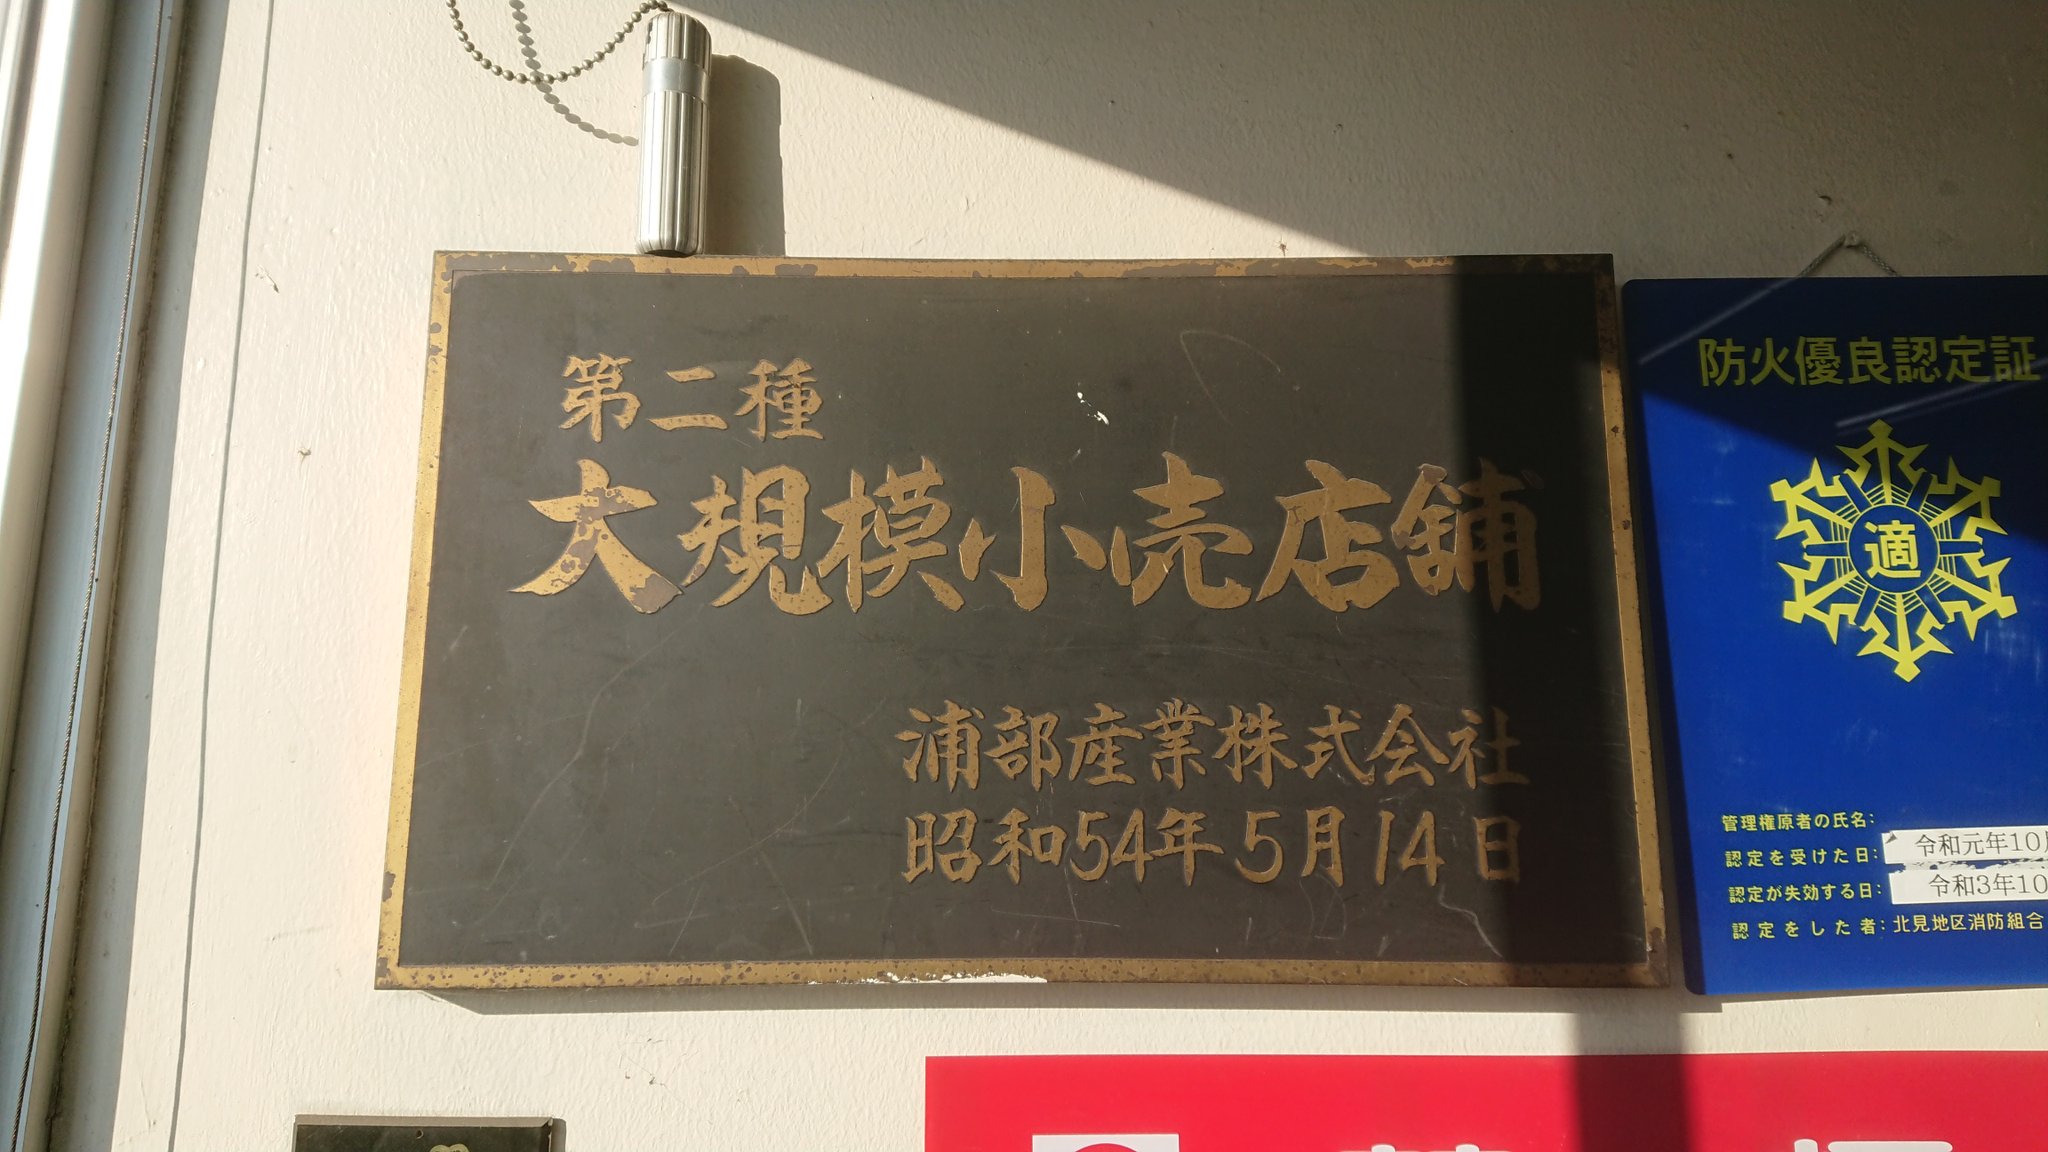 第二種
大規模小売店舗
浦部産業株式会社
昭和54年5月14日
防火優良認定証
適
管理権原者の氏名:
認定を受けた日: 令和元年10
認定が失効する日: 令和3年10
認定をした者: 北見地区消防組合